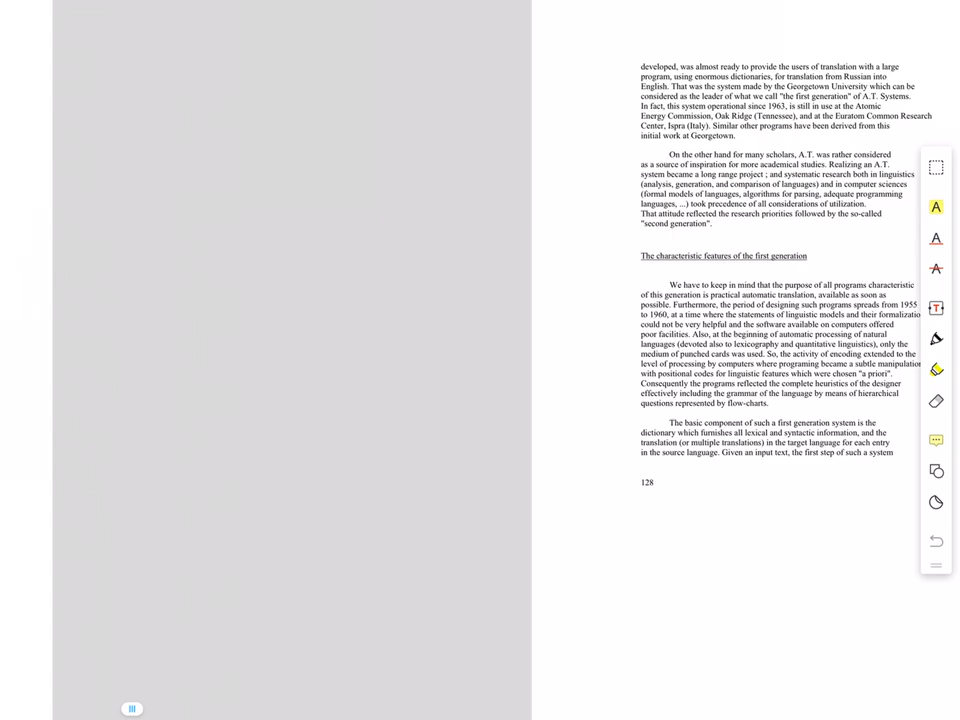 developed, was almost ready to provide the users of translation with a large
program, using enormous dictionaries, for translation from Russian into
English. That was the system made by the Georgetown University which can be
considered as the leader of what we call "the first generation" of A.T. Systems.
In fact, this system operational since 1963, is still in use at the Atomic
Energy Commission, Oak Ridge (Tennessee), and at the Euratom Common Research
Center, Ispra (Italy). Similar other programs have been derived from this
initial work at Georgetown.
On the other hand for many scholars, A.T. was rather considered
as a source of inspiration for more academical studies. Realizing an A.T.
system became a long range project ; and systematic research both in linguistics
(analysis, generation, and comparison of languages) and in computer sciences
(formal models of languages, algorithms for parsing, adequate programming
languages, ...) took precedence of all considerations of utilization.
That attitude reflected the research priorities followed by the so-called
"second generation".
The characteristic features of the first generation
We have to keep in mind that the purpose of all programs characteristic
of this generation is practical automatic translation, available as soon as
possible. Furthermore, the period of designing such programs spreads from 1955
to 1960, at a time where the statements of linguistic models and their formalizatio
could not be very helpful and the software available on computers offered
poor facilities. Also, at the beginning of automatic processing of natural
languages (devoted also to lexicography and quantitative linguistics), only the
medium of punched cards was used. So, the activity of encoding extended to the
level of processing by computers where programing became a subtle manipulation
with positional codes for linguistic features which were chosen "a priori".
Consequently the programs reflected the complete heuristics of the designer
effectively including the grammar of the language by means of hierarchical
questions represented by flow-charts.
The basic component of such a first generation system is the
dictionary which furnishes all lexical and syntactic information, and the
translation (or multiple translations) in the target language for each entry
in the source language. Given an input text, the first step of such a system
128
A
A
A
T